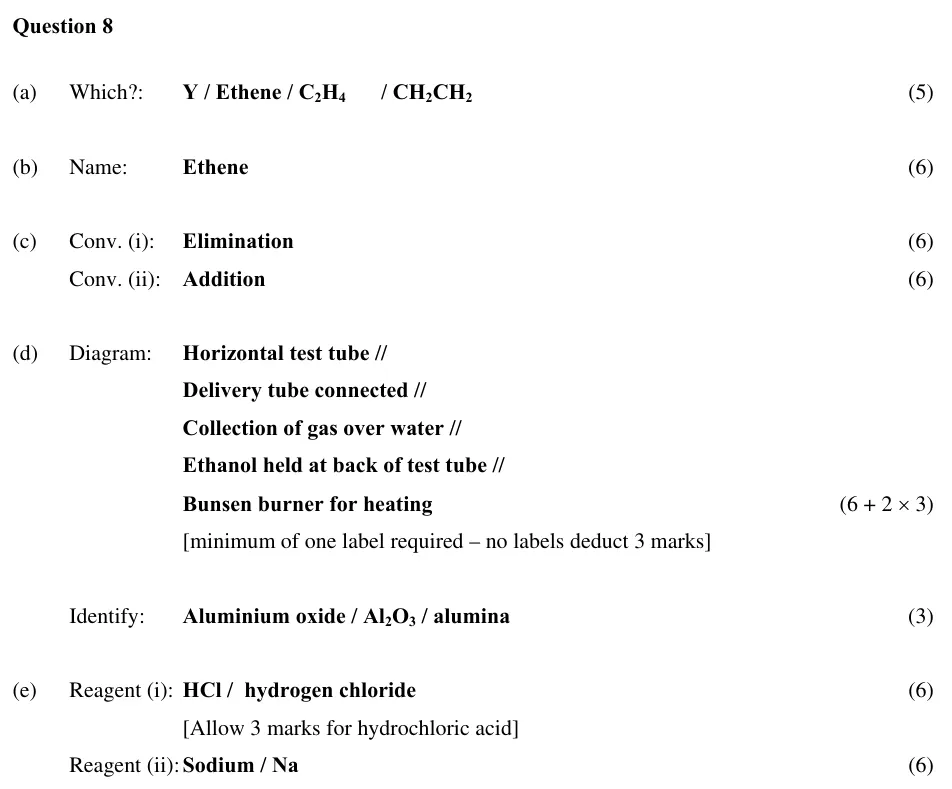 Question 8
(a) Which?: Y / Ethene / C₂H₄ / CH₂CH₂ (5)
(b) Name: Ethene (6)
(c) Conv. (i): Elimination (6)
Conv. (ii): Addition (6)
(d) Diagram: Horizontal test tube //
Delivery tube connected //
Collection of gas over water //
Ethanol held at back of test tube //
Bunsen burner for heating (6 + 2 × 3)
[minimum of one label required – no labels deduct 3 marks]
Identify: Aluminium oxide / Al₂O₃ / alumina (3)
(e) Reagent (i): HCl / hydrogen chloride (6)
[Allow 3 marks for hydrochloric acid]
Reagent (ii): Sodium / Na (6)